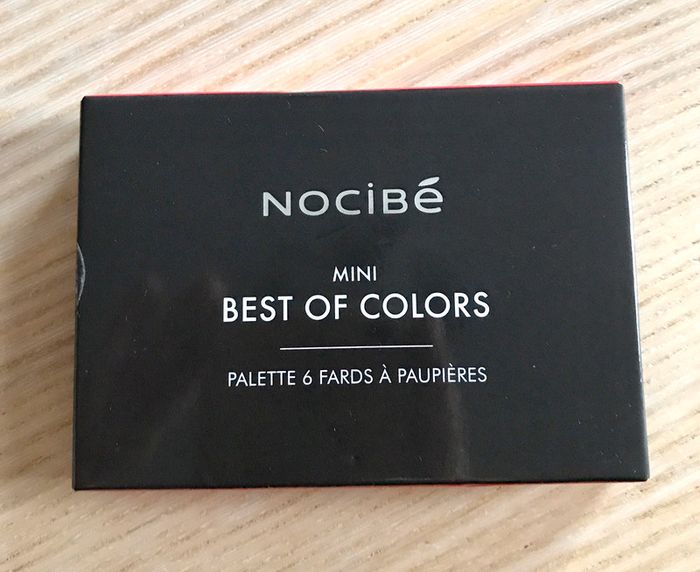 NOCiBé
MINI
BEST OF COLORS
PALETTE 6 FARDS À PAUPIÈRES